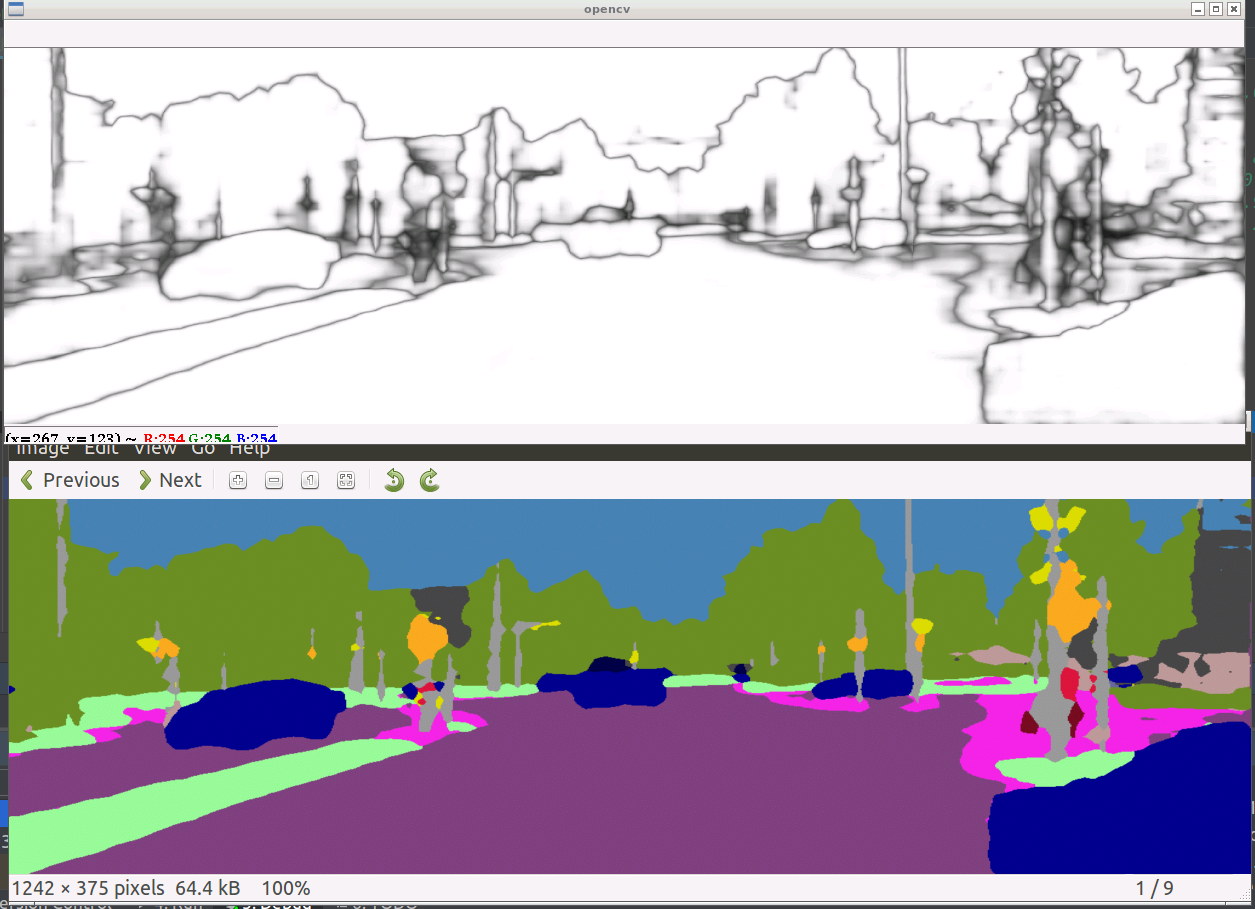 opencv
(x=267, y=123) ~ R:254 G:254 B:254
Image Edit View Go Help
Previous Next
1242 × 375 pixels 64.4 kB 100% 1 / 9